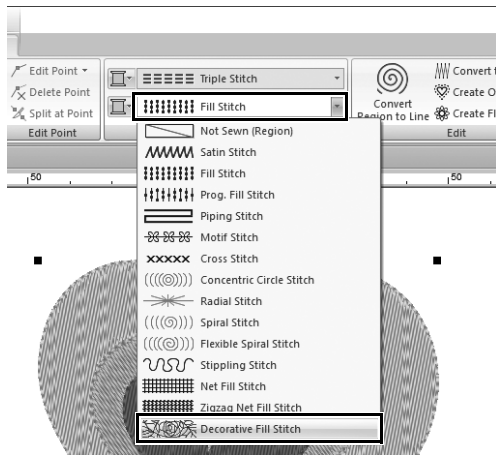 Edit Point
Delete Point
Split at Point
Edit Point
Triple Stitch
Fill Stitch
Convert
Region to Line
Convert t
Create O
Create Fl
Edit
50
50
Not Sewn (Region)
Satin Stitch
Fill Stitch
Prog. Fill Stitch
Piping Stitch
Motif Stitch
Cross Stitch
Concentric Circle Stitch
Radial Stitch
Spiral Stitch
Flexible Spiral Stitch
Stippling Stitch
Net Fill Stitch
Zigzag Net Fill Stitch
Decorative Fill Stitch